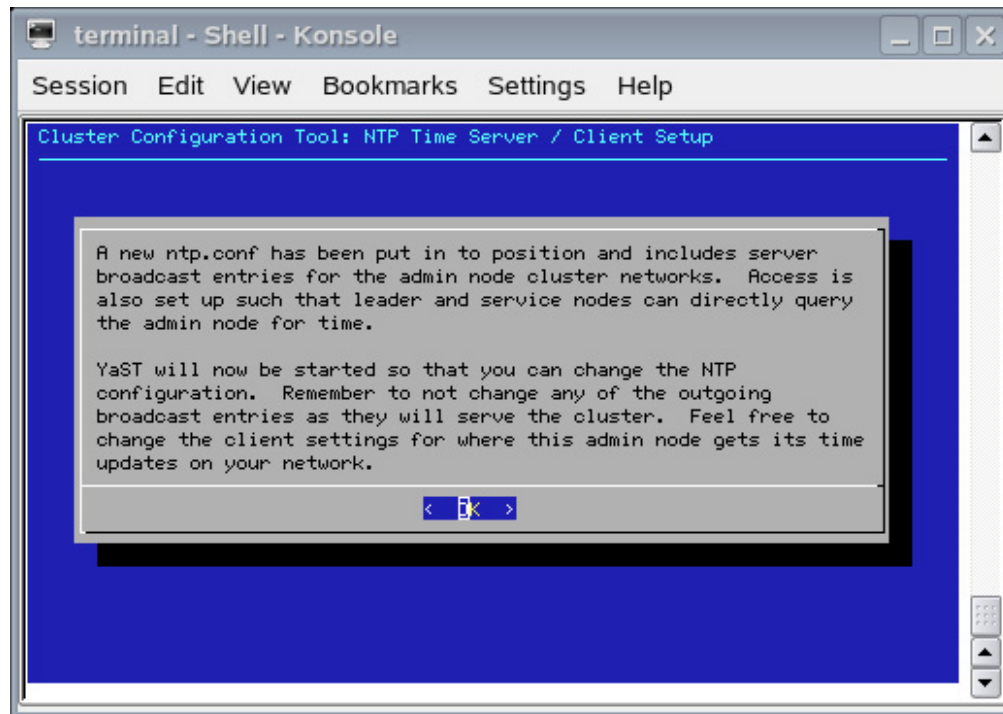 terminal - Shell - Konsole
Session Edit View Bookmarks Settings Help
Cluster Configuration Tool: NTP Time Server / Client Setup
A new ntp.conf has been put in to position and includes server
broadcast entries for the admin node cluster networks.  Access is
also set up such that leader and service nodes can directly query
the admin node for time.
YaST will now be started so that you can change the NTP
configuration.  Remember to not change any of the outgoing
broadcast entries as they will serve the cluster.  Feel free to
change the client settings for where this admin node gets its time
updates on your network.
< OK >